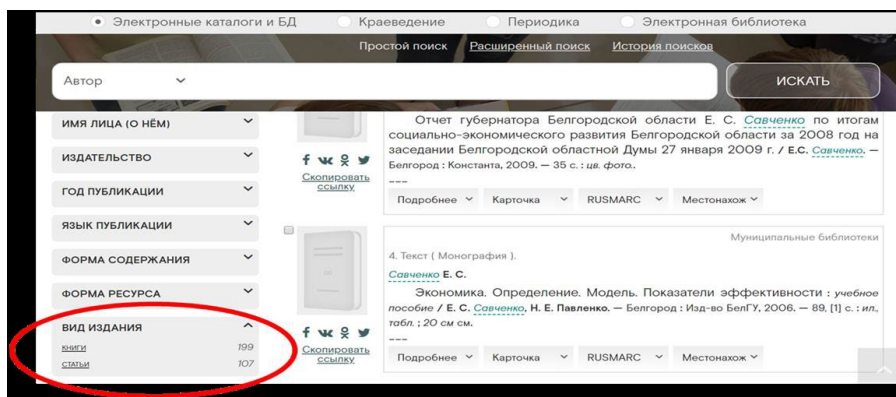 Электронные каталоги и БД
Краеведение
Периодика
Электронная библиотека
Простой поиск
Расширенный поиск
История поисков
Автор
ИСКАТЬ
ИМЯ ЛИЦА (О НЁМ)
ИЗДАТЕЛЬСТВО
ГОД ПУБЛИКАЦИИ
ЯЗЫК ПУБЛИКАЦИИ
ФОРМА СОДЕРЖАНИЯ
ФОРМА РЕСУРСА
ВИД ИЗДАНИЯ
КНИГИ 199
СТАТЬИ 107
Скопировать
ссылку
Отчет губернатора Белгородской области Е. С. Савченко по итогам
социально-экономического развития Белгородской области за 2008 год на
заседании Белгородской областной Думы 27 января 2009 г. / Е.С. Савченко. —
Белгород : Константа, 2009. — 35 с. : цв. фото..
---
Подробнее
Карточка
RUSMARC
Местонахож
Муниципальные библиотеки
4. Текст ( Монография ).
Савченко Е. С.
Экономика. Определение. Модель. Показатели эффективности : учебное
пособие / Е. С. Савченко, Н. Е. Павленко. — Белгород : Изд-во БелГУ, 2006. — 89, [1] с. : ил.,
табл. ; 20 см см.
---
Скопировать
ссылку
Подробнее
Карточка
RUSMARC
Местонахож